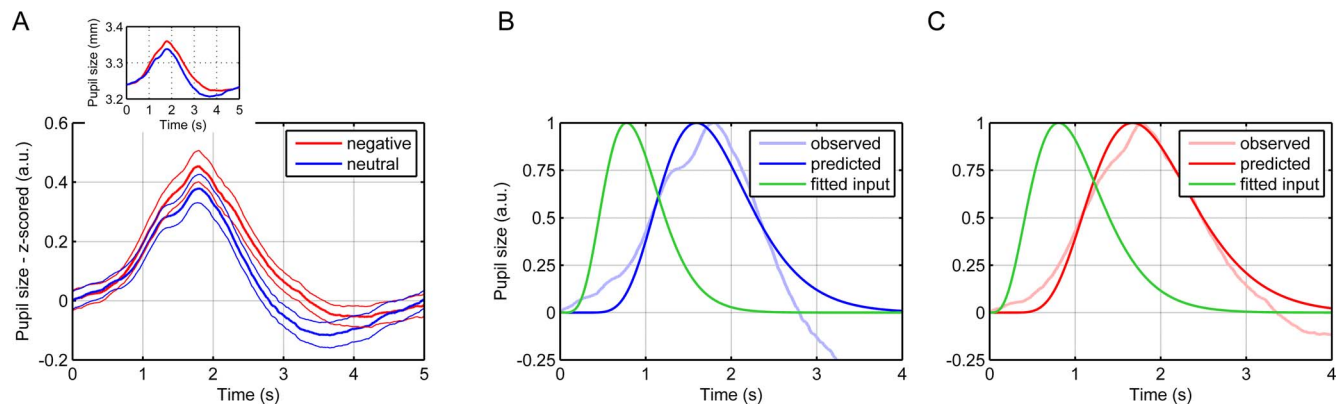 A
Pupil size (mm)
3.4
3.3
3.2
0 1 2 3 4 5
Time (s)
Pupil size - z-scored (a.u.)
0.6
0.4
0.2
0
-0.2
negative
neutral
0 1 2 3 4 5
Time (s)
B
Pupil size (a.u.)
1
0.75
0.5
0.25
0
-0.25
observed
predicted
fitted input
0 1 2 3 4
Time (s)
C
1
0.75
0.5
0.25
0
-0.25
observed
predicted
fitted input
0 1 2 3 4
Time (s)